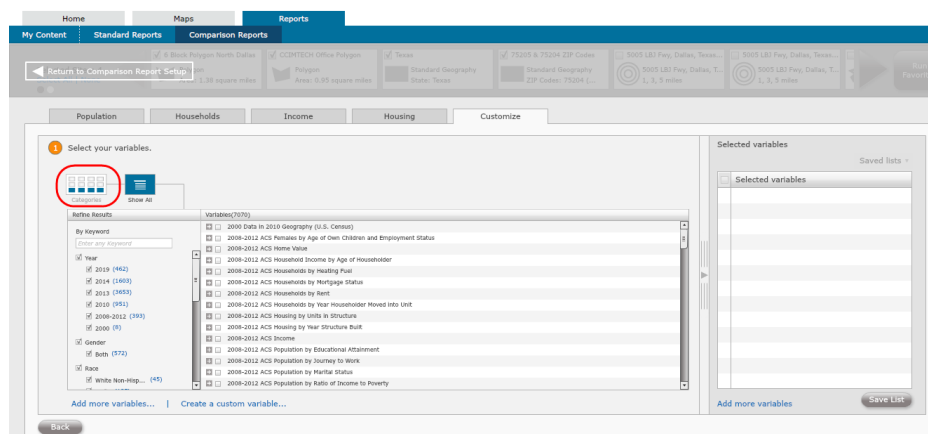 Home Maps Reports
My Content Standard Reports Comparison Reports
Return to Comparison Report Setup
Block Polygon North Dallas
Area: 1.38 square miles
CCIMTECH Office Polygon
Polygon
Area: 0.05 square miles
Texas
Standard Geography
State: Texas
75205 & 75204 ZIP Codes
Standard Geography
ZIP Codes: 75204 (...
5005 LBJ Fwy, Dallas, Texas...
5005 LBJ Fwy, Dallas, T...
1, 3, 5 miles
5005 LBJ Fwy, Dallas, Texas...
5005 LBJ Fwy, Dallas, T...
1, 3, 5 miles
Run
Population Households Income Housing Customize
1 Select your variables.
Categories Show All
Refine Results
By Keyword
Enter any Keyword
Year
2019 (462)
2014 (1603)
2013 (3653)
2010 (951)
2008-2012 (393)
2000 (8)
Gender
Both (572)
Race
White Non-Hisp... (45)
Variables(7070)
2000 Data in 2010 Geography (U.S. Census)
2008-2012 ACS Females by Age of Own Children and Employment Status
2008-2012 ACS Home Value
2008-2012 ACS Household Income by Age of Householder
2008-2012 ACS Households by Heating Fuel
2008-2012 ACS Households by Mortgage Status
2008-2012 ACS Households by Rent
2008-2012 ACS Households by Year Householder Moved into Unit
2008-2012 ACS Housing by Units in Structure
2008-2012 ACS Housing by Year Structure Built
2008-2012 ACS Income
2008-2012 ACS Population by Educational Attainment
2008-2012 ACS Population by Journey to Work
2008-2012 ACS Population by Marital Status
2008-2012 ACS Population by Ratio of Income to Poverty
Add more variables... | Create a custom variable...
Selected variables
Saved lists
Selected variables
Add more variables
Save List
Back